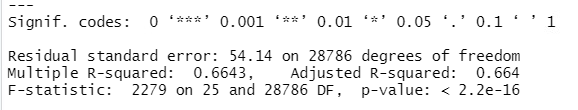 ---
Signif. codes:  0 ‘***’ 0.001 ‘**’ 0.01 ‘*’ 0.05 ‘.’ 0.1 ‘ ’ 1
Residual standard error: 54.14 on 28786 degrees of freedom
Multiple R-squared:  0.6643,    Adjusted R-squared:  0.664
F-statistic:  2279 on 25 and 28786 DF,  p-value: < 2.2e-16